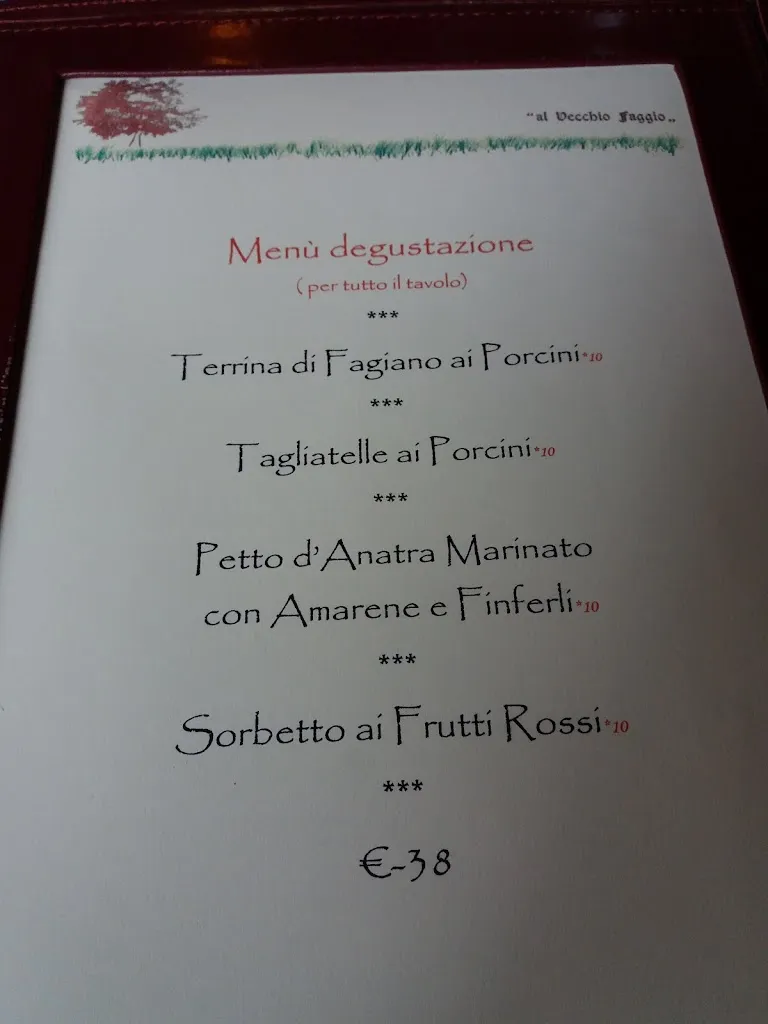 “al Vecchio Faggio„
Menù degustazione
( per tutto il tavolo)
***
Terrina di Fagiano ai Porcini*10
***
Tagliatelle ai Porcini*10
***
Petto d'Anatra Marinato
con Amarene e Finferli*10
***
Sorbetto ai Frutti Rossi*10
***
€-38